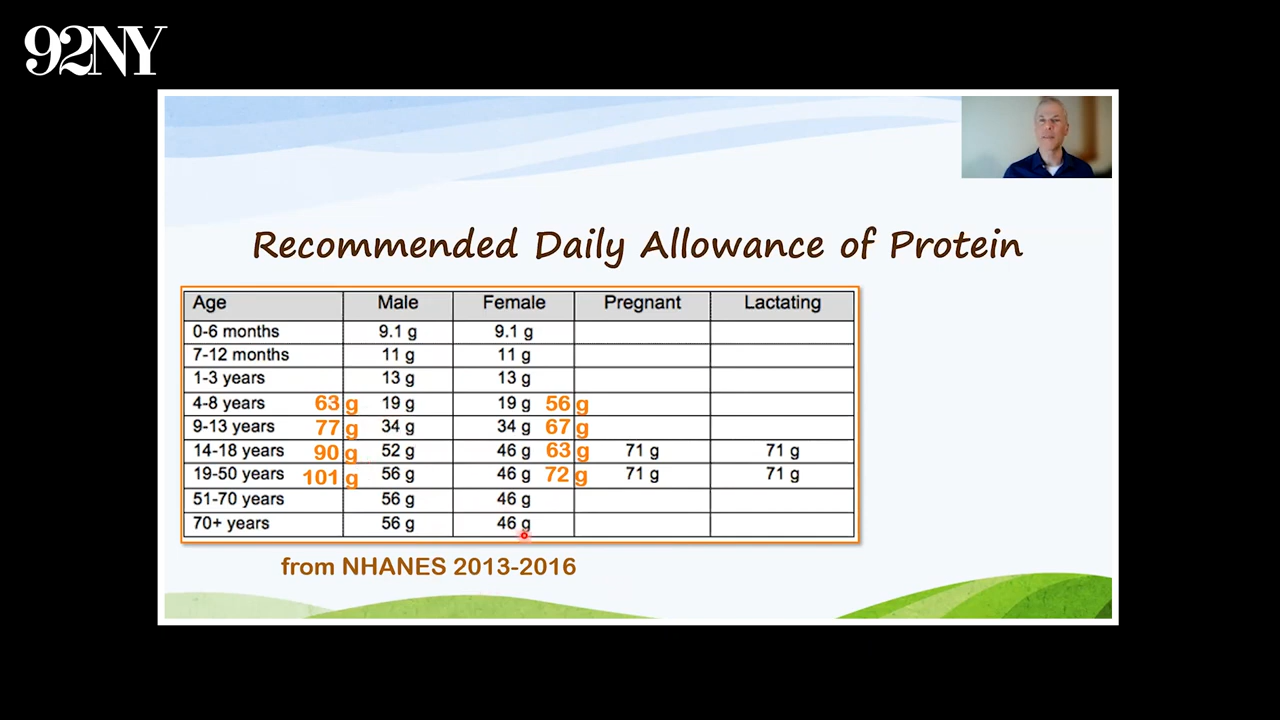 92NY
Recommended Daily Allowance of Protein
Age Male Female Pregnant Lactating
0-6 months 9.1 g 9.1 g
7-12 months 11 g 11 g
1-3 years 13 g 13 g
4-8 years 63 g 19 g 19 g 56 g
9-13 years 77 g 34 g 34 g 67 g
14-18 years 90 g 52 g 46 g 63 g 71 g 71 g
19-50 years 101 g 56 g 46 g 72 g 71 g 71 g
51-70 years 56 g 46 g
70+ years 56 g 46 g
from NHANES 2013-2016